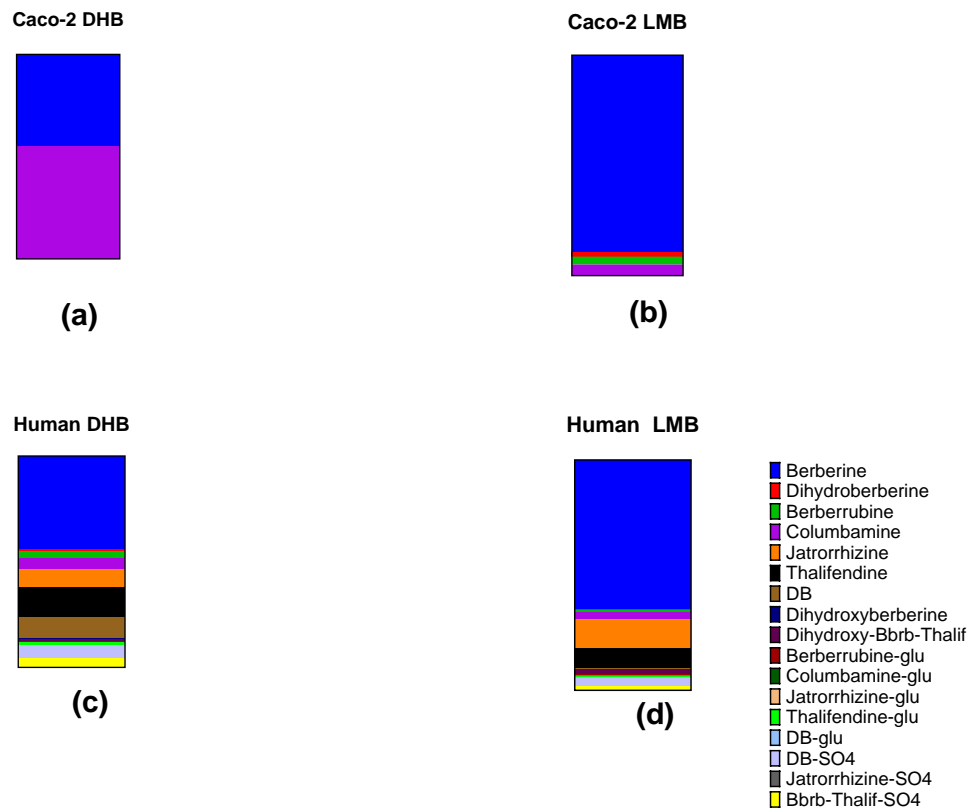 Caco-2 DHB
Caco-2 LMB
(a)
(b)
Human DHB
Human LMB
(c)
(d)
Berberine
Dihydroberberine
Berberrubine
Columbamine
Jatrorrhizine
Thalifendine
DB
Dihydroxyberberine
Dihydroxy-Bbrb-Thalif
Berberrubine-glu
Columbamine-glu
Jatrorrhizine-glu
Thalifendine-glu
DB-glu
DB-SO4
Jatrorrhizine-SO4
Bbrb-Thalif-SO4